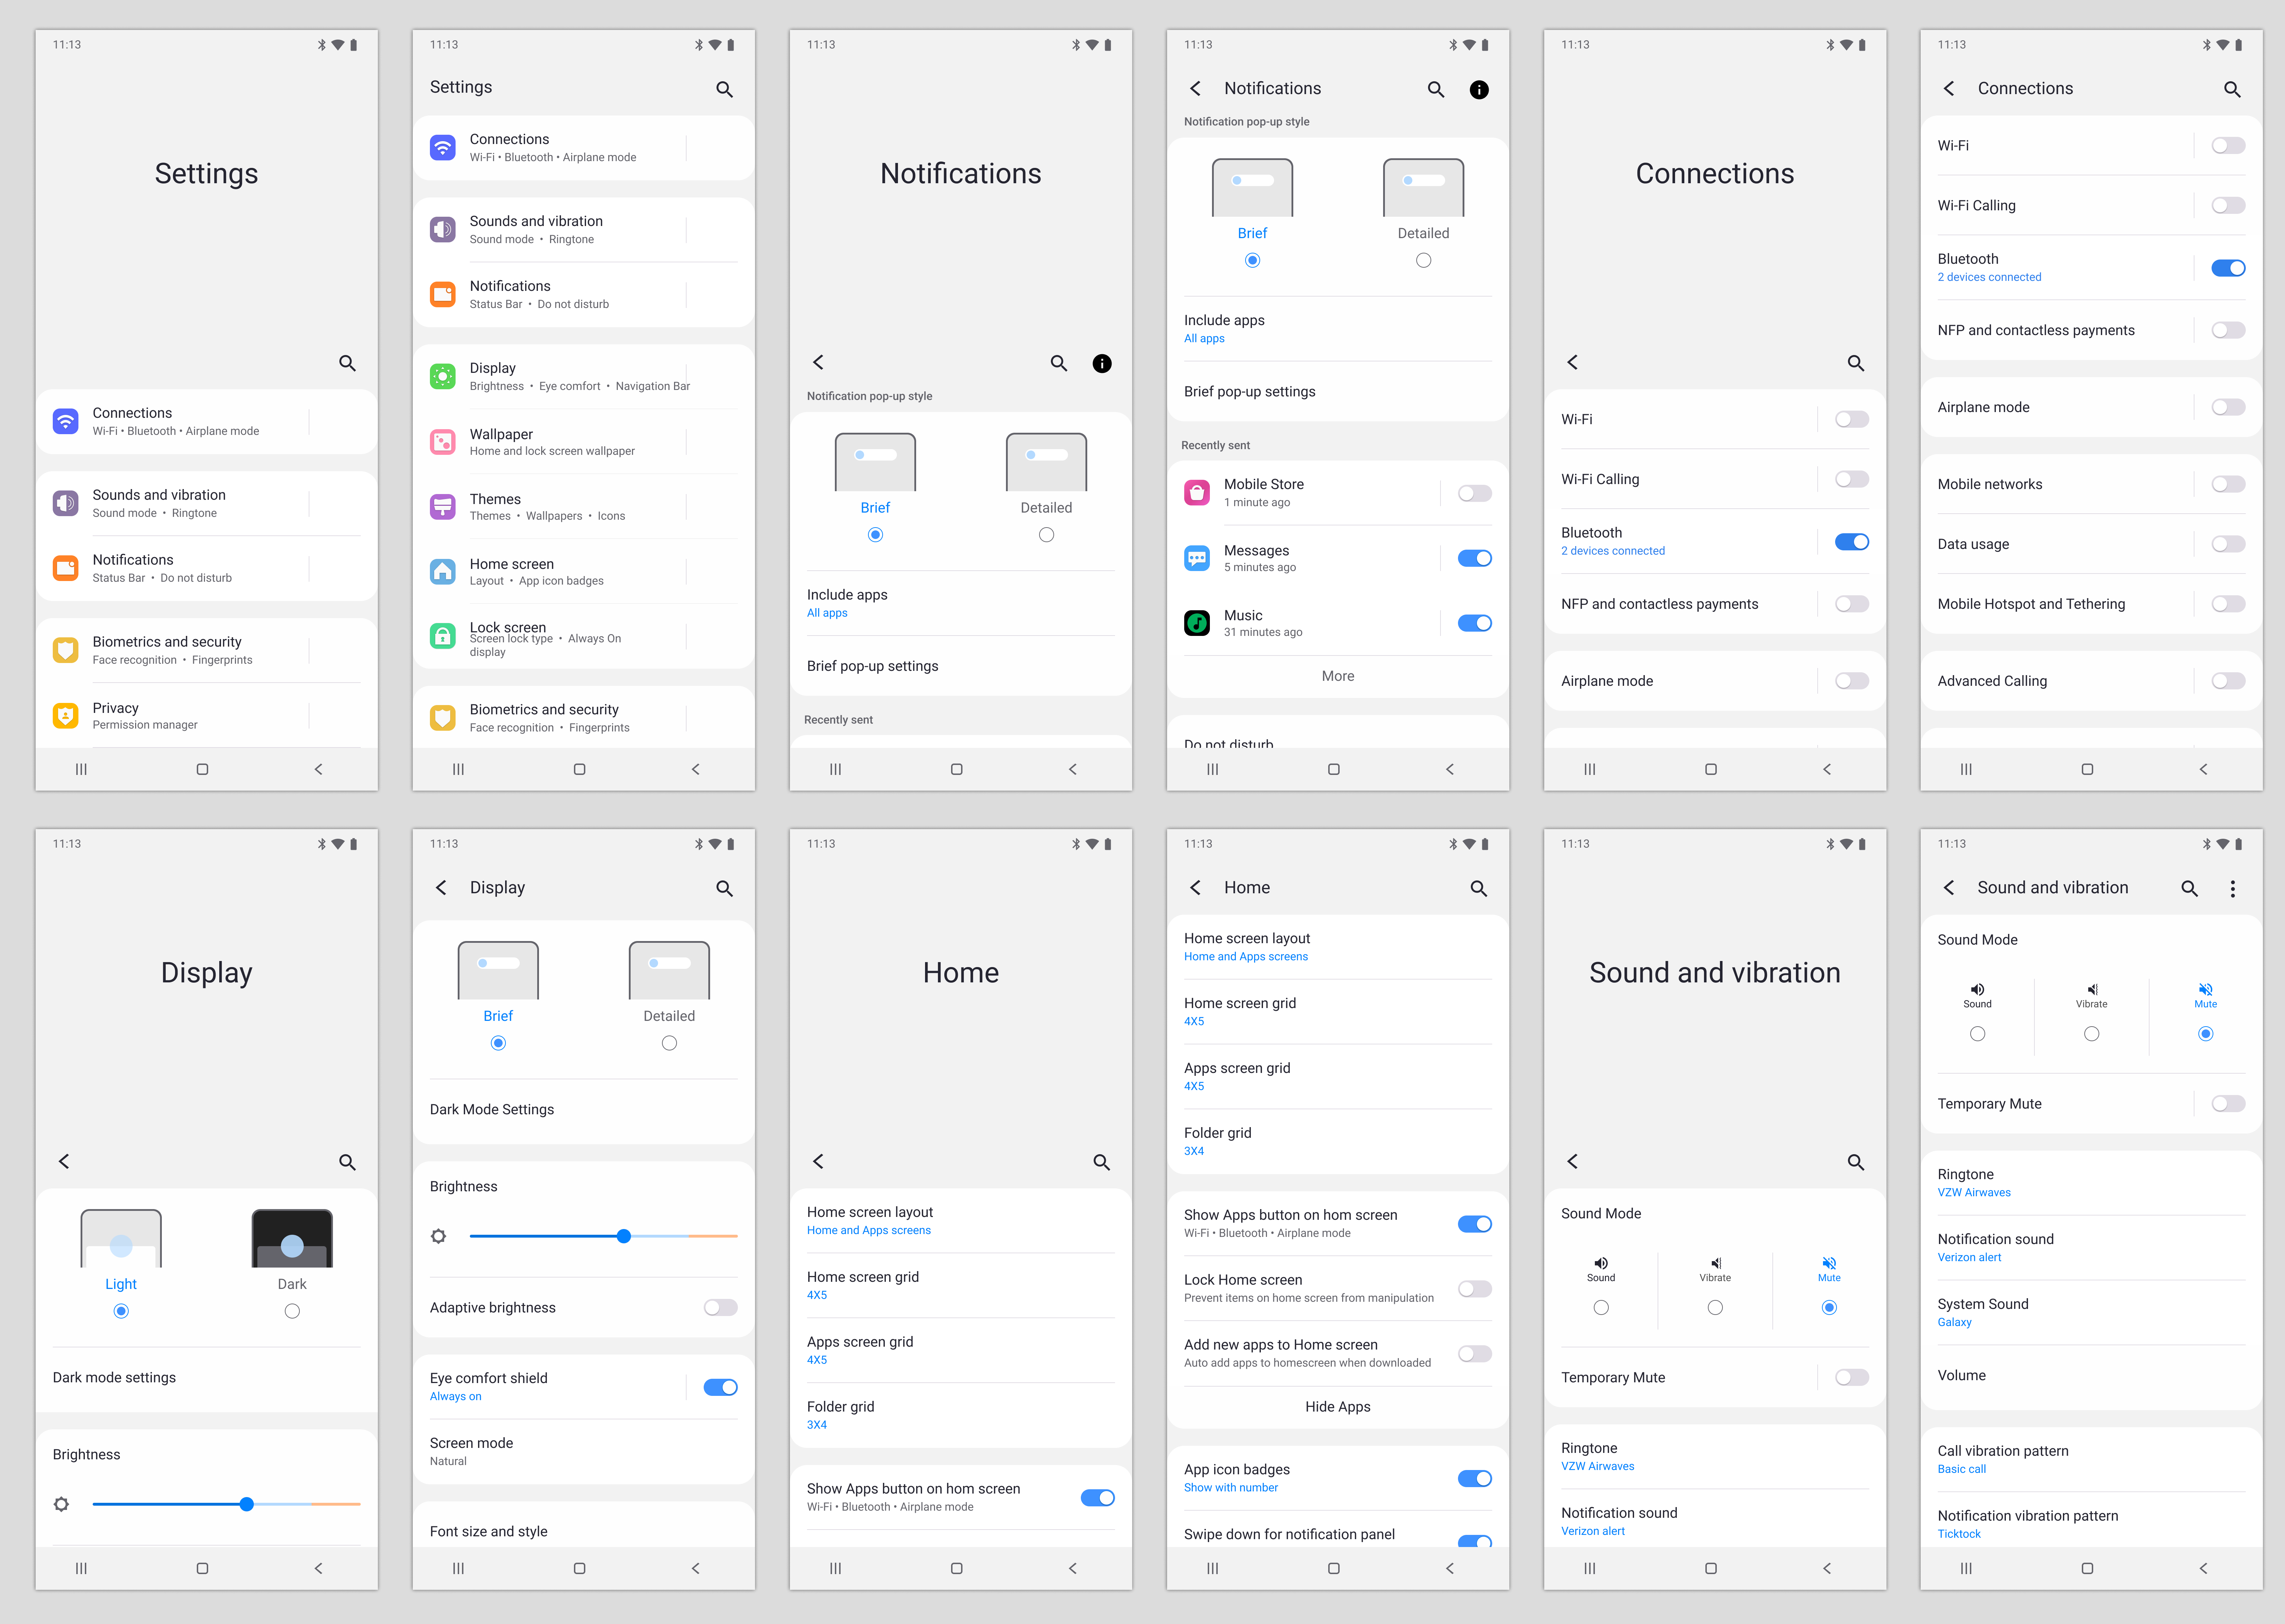 11:13
Settings
Connections
Wi-Fi • Bluetooth • Airplane mode
Sounds and vibration
Sound mode • Ringtone
Notifications
Status Bar • Do not disturb
Biometrics and security
Face recognition • Fingerprints
Privacy
Permission manager
11:13
Settings
Connections
Wi-Fi • Bluetooth • Airplane mode
Sounds and vibration
Sound mode • Ringtone
Notifications
Status Bar • Do not disturb
Display
Brightness • Eye comfort • Navigation Bar
Wallpaper
Home and lock screen wallpaper
Themes
Themes • Wallpapers • Icons
Home screen
Layout • App icon badges
Lock screen
Screen lock type • Always On
display
Biometrics and security
Face recognition • Fingerprints
11:13
Notifications
Notification pop-up style
Brief
Detailed
Include apps
All apps
Brief pop-up settings
Recently sent
11:13
Notifications
Notification pop-up style
Brief
Detailed
Include apps
All apps
Brief pop-up settings
Recently sent
Mobile Store
1 minute ago
Messages
5 minutes ago
Music
31 minutes ago
More
Do not disturb
11:13
Connections
Wi-Fi
Wi-Fi Calling
Bluetooth
2 devices connected
NFP and contactless payments
Airplane mode
11:13
Connections
Wi-Fi
Wi-Fi Calling
Bluetooth
2 devices connected
NFP and contactless payments
Airplane mode
Mobile networks
Data usage
Mobile Hotspot and Tethering
Advanced Calling
11:13
Display
Light
Dark
Dark mode settings
Brightness
11:13
Display
Brief
Detailed
Dark Mode Settings
Brightness
Adaptive brightness
Eye comfort shield
Always on
Screen mode
Natural
Font size and style
11:13
Home
Home screen layout
Home and Apps screens
Home screen grid
4X5
Apps screen grid
4X5
Folder grid
3X4
Show Apps button on hom screen
Wi-Fi • Bluetooth • Airplane mode
11:13
Home
Home screen layout
Home and Apps screens
Home screen grid
4X5
Apps screen grid
4X5
Folder grid
3X4
Show Apps button on hom screen
Wi-Fi • Bluetooth • Airplane mode
Lock Home screen
Prevent items on home screen from manipulation
Add new apps to Home screen
Auto add apps to homescreen when downloaded
Hide Apps
App icon badges
Show with number
Swipe down for notification panel
11:13
Sound and vibration
Sound Mode
Sound
Vibrate
Mute
Temporary Mute
Ringtone
VZW Airwaves
Notification sound
Verizon alert
11:13
Sound and vibration
Sound Mode
Sound
Vibrate
Mute
Temporary Mute
Ringtone
VZW Airwaves
Notification sound
Verizon alert
System Sound
Galaxy
Volume
Call vibration pattern
Basic call
Notification vibration pattern
Ticktock